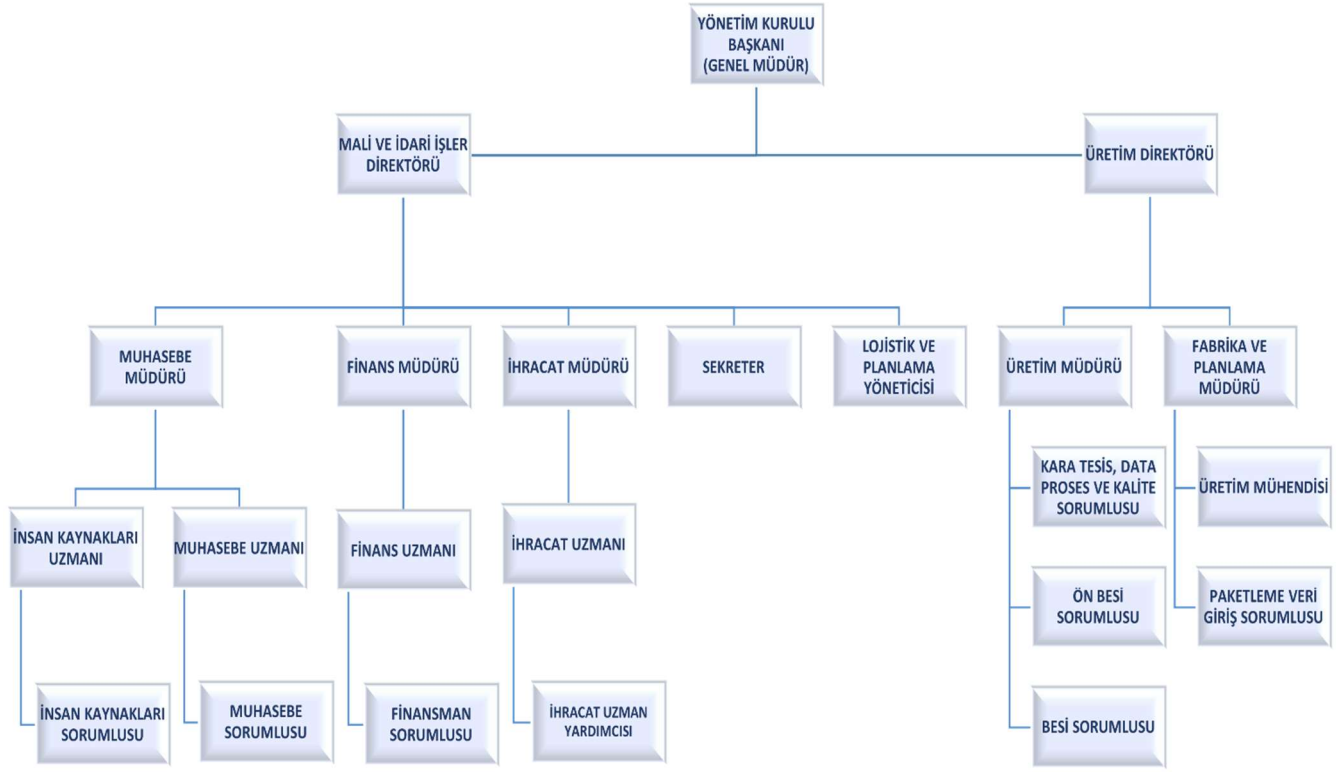 YÖNETİM KURULU
BAŞKANI
(GENEL MÜDÜR)
MALİ VE İDARİ İŞLER
DİREKTÖRÜ
ÜRETİM DİREKTÖRÜ
MUHASEBE
MÜDÜRÜ
FİNANS MÜDÜRÜ
İHRACAT MÜDÜRÜ
SEKRETER
LOJİSTİK VE
PLANLAMA
YÖNETİCİSİ
ÜRETİM MÜDÜRÜ
FABRİKA VE
PLANLAMA
MÜDÜRÜ
KARA TESİS, DATA
PROSES VE KALİTE
SORUMLUSU
ÜRETİM MÜHENDİSİ
İNSAN KAYNAKLARI
UZMANI
MUHASEBE UZMANI
FİNANS UZMANI
İHRACAT UZMANI
ÖN BESİ
SORUMLUSU
PAKETLEME VERİ
GİRİŞ SORUMLUSU
İNSAN KAYNAKLARI
SORUMLUSU
MUHASEBE
SORUMLUSU
FİNANSMAN
SORUMLUSU
İHRACAT UZMAN
YARDIMCISI
BESİ SORUMLUSU